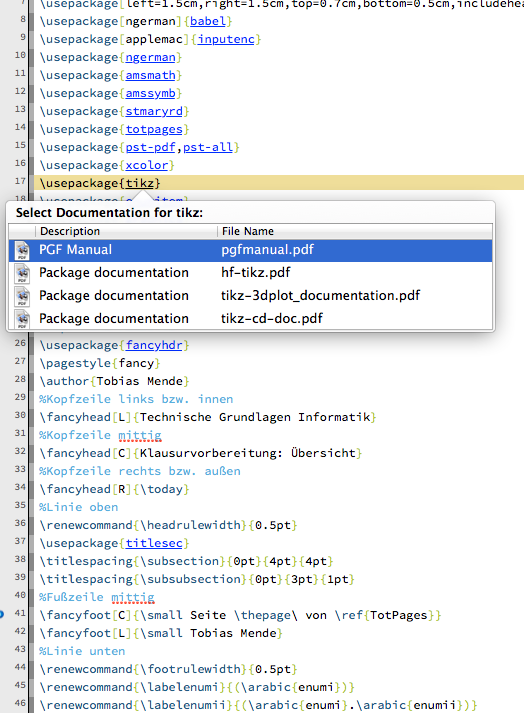 7 \usepackage[left=1.5cm,right=1.5cm,top=0.7cm,bottom=0.5cm,includehea
8 \usepackage[ngerman]{babel}
9 \usepackage[applemac]{inputenc}
10 \usepackage{ngerman}
11 \usepackage{amsmath}
12 \usepackage{amssymb}
13 \usepackage{stmaryrd}
14 \usepackage{totpages}
15 \usepackage{pst-pdf,pst-all}
16 \usepackage{xcolor}
17 \usepackage{tikz}
18 \usepackage
Select Documentation for tikz:
Description File Name
PGF Manual pgfmanual.pdf
Package documentation hf-tikz.pdf
Package documentation tikz-3dplot_documentation.pdf
Package documentation tikz-cd-doc.pdf
26 \usepackage{fancyhdr}
27 \pagestyle{fancy}
28 \author{Tobias Mende}
29 %Kopfzeile links bzw. innen
30 \fancyhead[L]{Technische Grundlagen Informatik}
31 %Kopfzeile mittig
32 \fancyhead[C]{Klausurvorbereitung: Übersicht}
33 %Kopfzeile rechts bzw. außen
34 \fancyhead[R]{\today}
35 %Linie oben
36 \renewcommand{\headrulewidth}{0.5pt}
37 \usepackage{titlesec}
38 \titlespacing{\subsection}{0pt}{4pt}{4pt}
39 \titlespacing{\subsubsection}{0pt}{3pt}{1pt}
40 %Fußzeile mittig
41 \fancyfoot[C]{\small Seite \thepage\ von \ref{TotPages}}
42 \fancyfoot[L]{\small Tobias Mende}
43 %Linie unten
44 \renewcommand{\footrulewidth}{0.5pt}
45 \renewcommand{\labelenumi}{(\arabic{enumi})}
46 \renewcommand{\labelenumii}{(\arabic{enumi}.\arabic{enumii})}